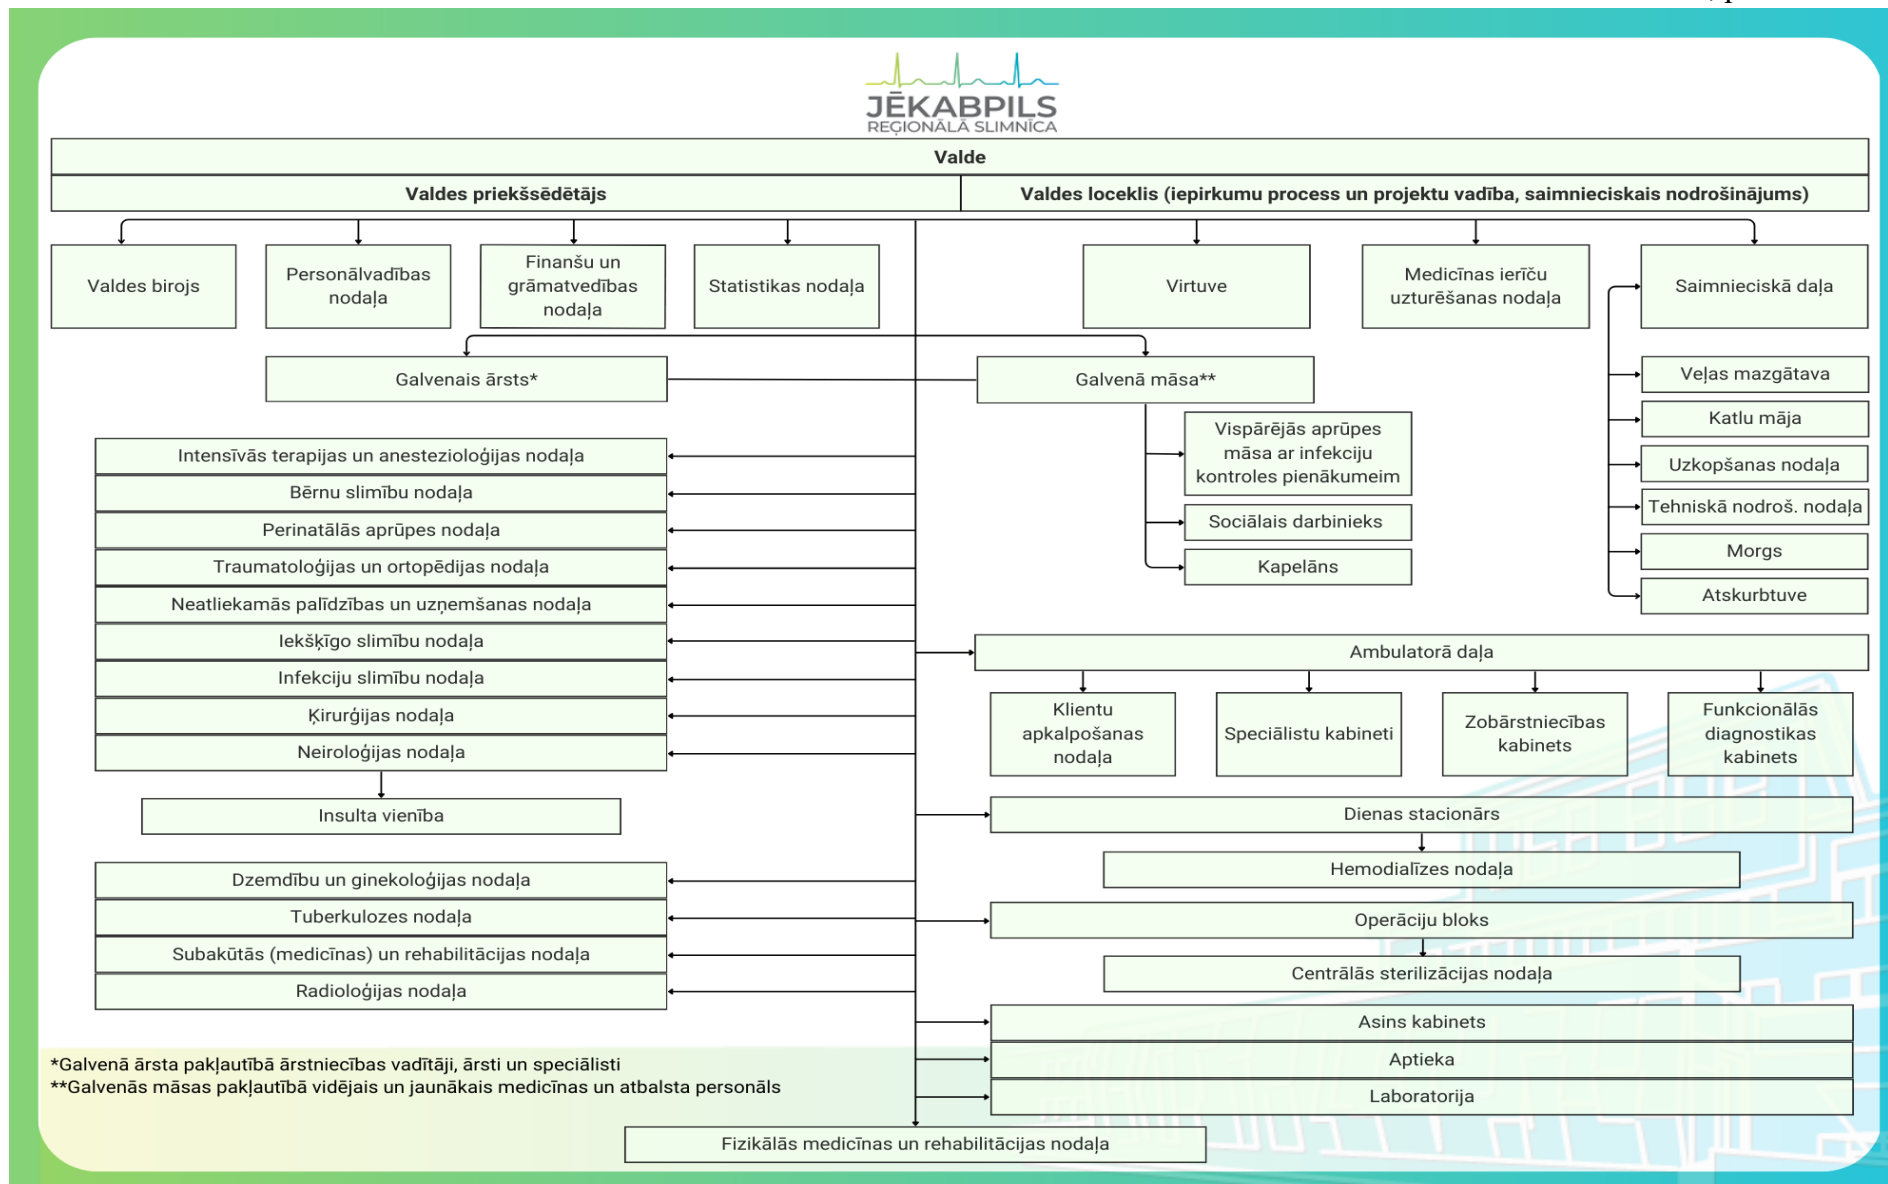 JĒKABPILS
REĢIONĀLĀ SLIMNĪCA
Valde
Valdes priekšsēdētājs
Valdes loceklis (iepirkumu process un projektu vadība, saimnieciskais nodrošinājums)
Valdes birojs
Personālvadības
nodaļa
Finanšu un
grāmatvedības
nodaļa
Statistikas nodaļa
Virtuve
Medicīnas ierīču
uzturēšanas nodaļa
Saimnieciskā daļa
Galvenais ārsts*
Galvenā māsa**
Veļas mazgātava
Katlu māja
Uzkopšanas nodaļa
Tehniskā nodroš. nodaļa
Morgs
Atskurbtuve
Vispārējās aprūpes
māsa ar infekciju
kontroles pienākumeim
Sociālais darbinieks
Kapelāns
Intensīvās terapijas un anestezioloģijas nodaļa
Bērnu slimību nodaļa
Perinatālās aprūpes nodaļa
Traumatoloģijas un ortopēdijas nodaļa
Neatliekamās palīdzības un uzņemšanas nodaļa
Iekšķīgo slimību nodaļa
Infekciju slimību nodaļa
Ķirurģijas nodaļa
Neiroloģijas nodaļa
Insulta vienība
Dzemdību un ginekoloģijas nodaļa
Tuberkulozes nodaļa
Subakūtās (medicīnas) un rehabilitācijas nodaļa
Radioloģijas nodaļa
Ambulatorā daļa
Klientu
apkalpošanas
nodaļa
Speciālistu kabineti
Zobārstniecības
kabinets
Funkcionālās
diagnostikas
kabinets
Dienas stacionārs
Hemodialīzes nodaļa
Operāciju bloks
Centrālās sterilizācijas nodaļa
Asins kabinets
Aptieka
Laboratorija
*Galvenā ārsta pakļautībā ārstniecības vadītāji, ārsti un speciālisti
**Galvenās māsas pakļautībā vidējais un jaunākais medicīnas un atbalsta personāls
Fizikālās medicīnas un rehabilitācijas nodaļa